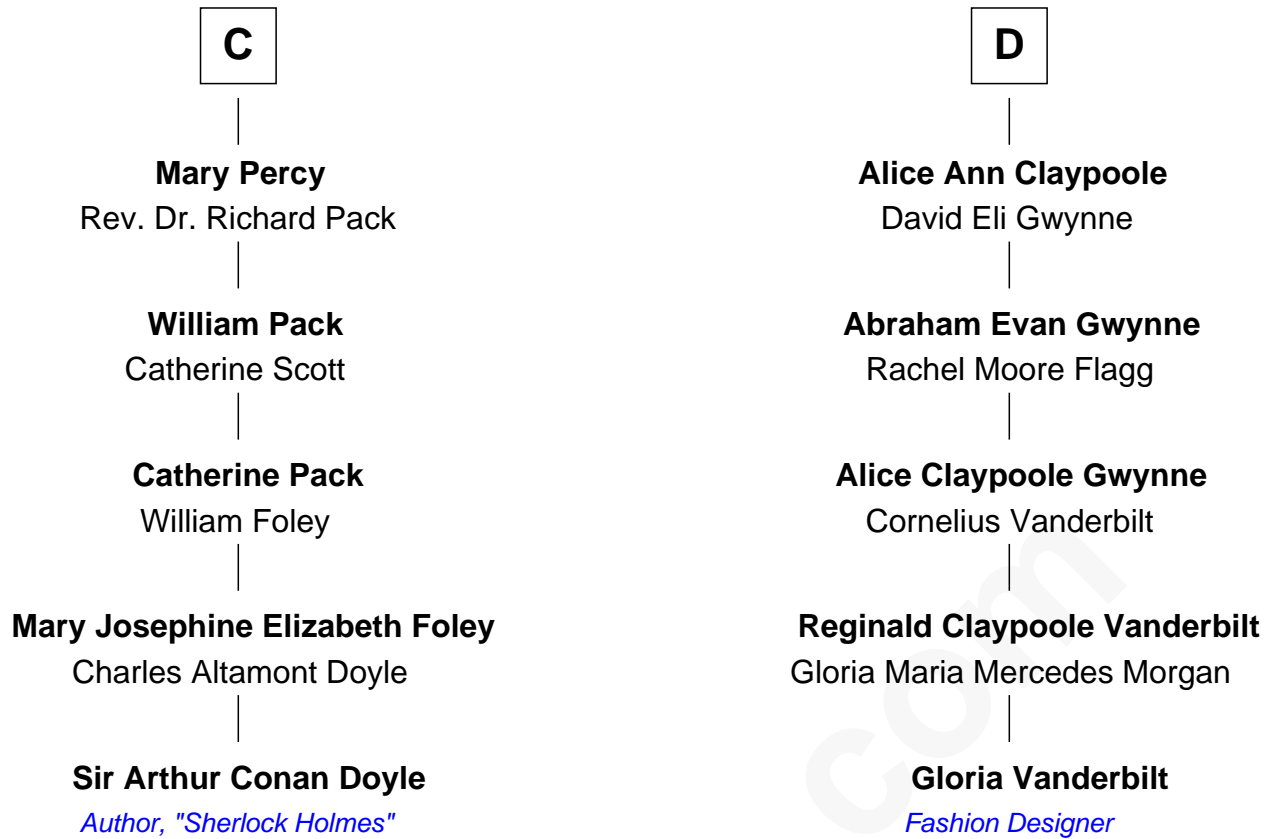 C
Mary Percy
Rev. Dr. Richard Pack
William Pack
Catherine Scott
Catherine Pack
William Foley
Mary Josephine Elizabeth Foley
Charles Altamont Doyle
Sir Arthur Conan Doyle
Author, "Sherlock Holmes"
D
Alice Ann Claypoole
David Eli Gwynne
Abraham Evan Gwynne
Rachel Moore Flagg
Alice Claypoole Gwynne
Cornelius Vanderbilt
Reginald Claypoole Vanderbilt
Gloria Maria Mercedes Morgan
Gloria Vanderbilt
Fashion Designer
com